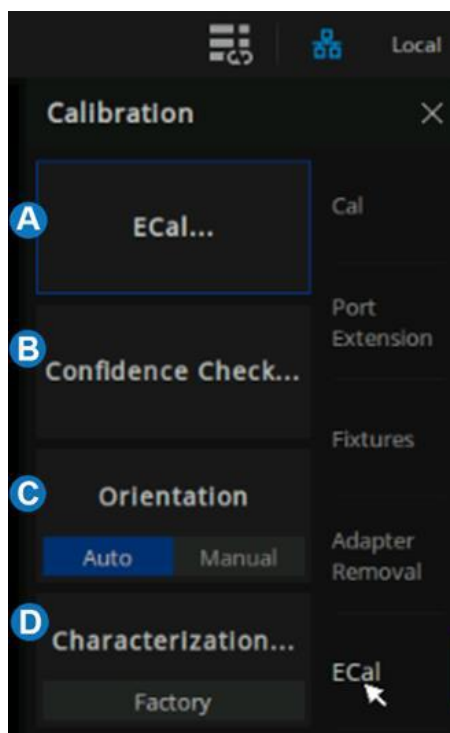 Local
Calibration
A
ECal...
Cal
B
Confidence Check...
Port
Extension
C
Orientation
Auto
Manual
Fixtures
D
Characterization...
Factory
Adapter
Removal
ECal